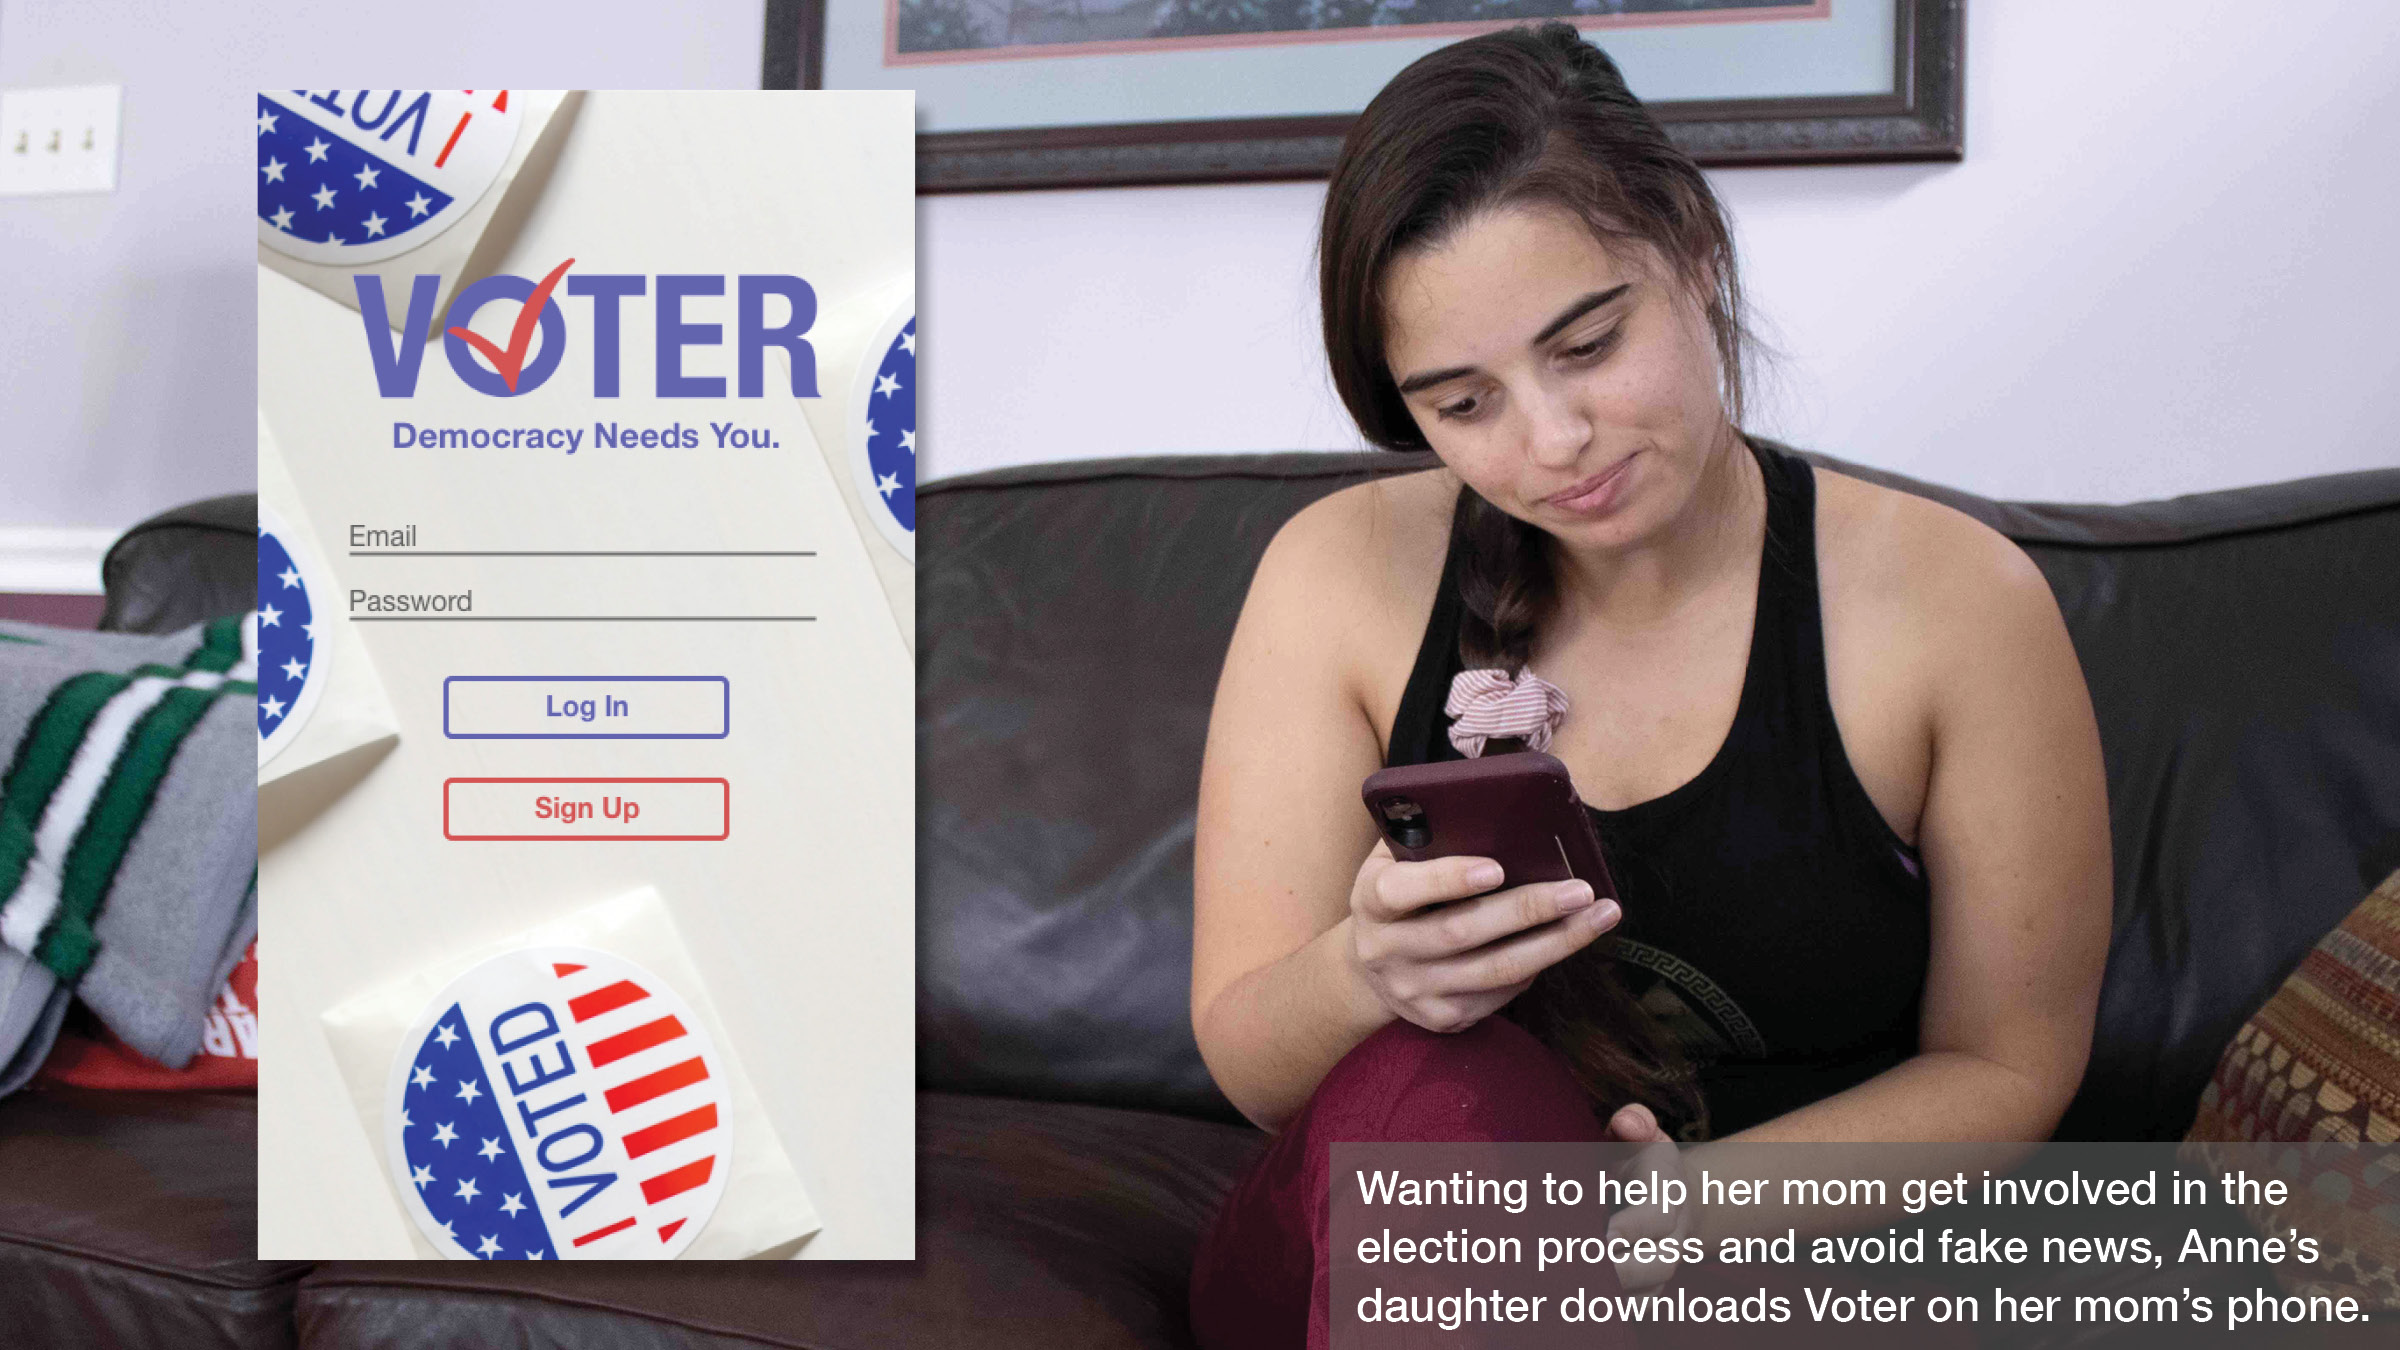 VOTE
VOTER
Democracy Needs You.
Email
Password
Log In
Sign Up
I VOTED
Wanting to help her mom get involved in the
election process and avoid fake news, Anne’s
daughter downloads Voter on her mom’s phone.